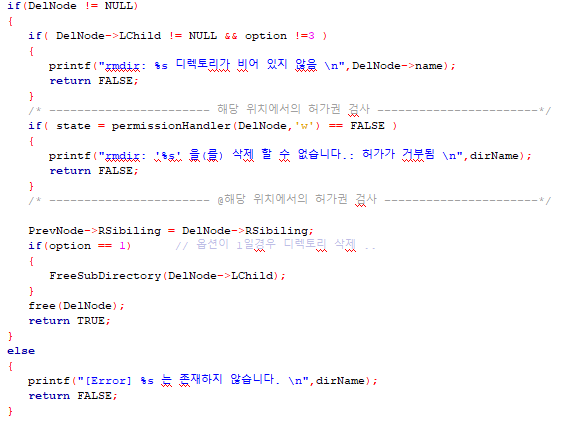 if(DelNode != NULL)
{
if( DelNode->LChild != NULL && option !=3 )
{
printf("rmdir: %s 디렉토리가 비어 있지 않음 \n",DelNode->name);
return FALSE;
}
/* ----------------------- 해당 위치에서의 허가권 검사 -----------------------*/
if( state = permissionHandler(DelNode,'w') == FALSE )
{
printf("rmdir: '%s' 을(를) 삭제 할 수 없습니다.: 허가가 거부됨 \n",dirName);
return FALSE;
}
/* ----------------------- @해당 위치에서의 허가권 검사 ----------------------*/
PrevNode->RSibiling = DelNode->RSibiling;
if(option == 1) // 옵션이 1일경우 디렉토리 삭제 ..
{
FreeSubDirectory(DelNode->LChild);
}
free(DelNode);
return TRUE;
}
else
{
printf("[Error] %s 는 존재하지 않습니다. \n",dirName);
return FALSE;
}